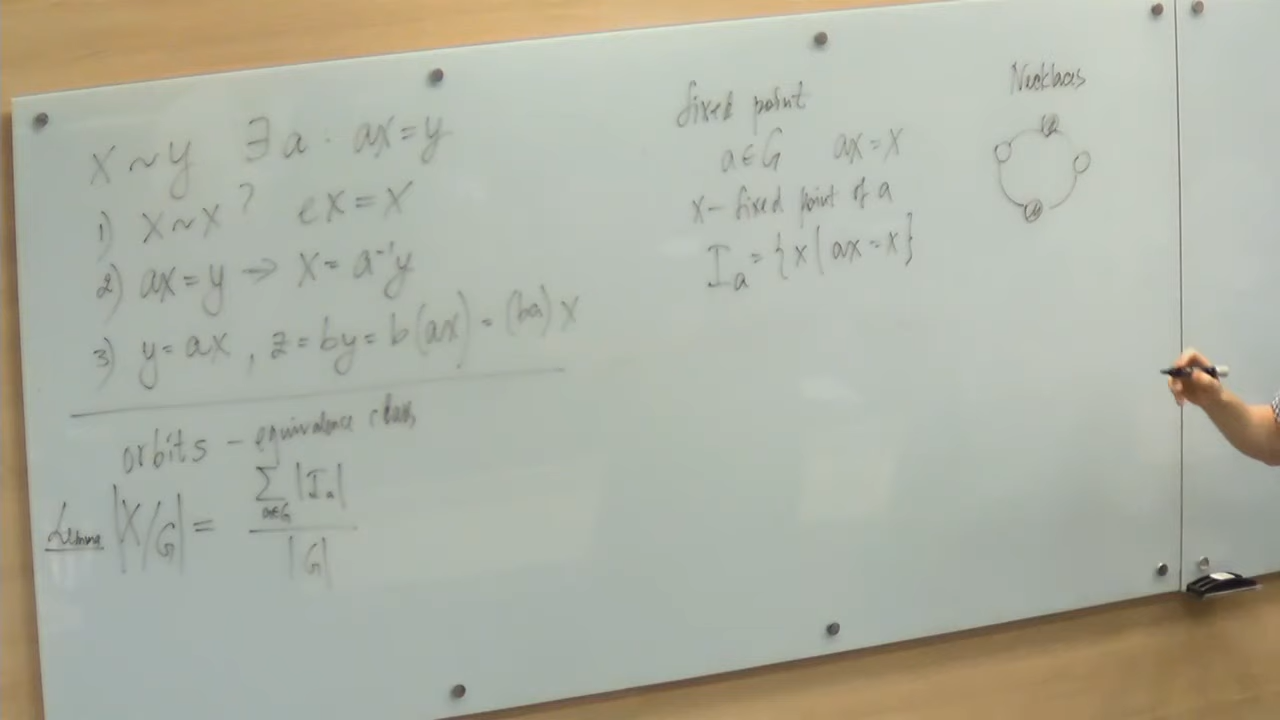 x ~ y ∃ a · ax = y
1) x ~ x ? ex = x
2) ax = y → x = a⁻¹y
3) y = ax , z = by = b(ax) = (ba) x
orbits - equivalence class
Lemma |X/G| = ∑_{a∈G} |I_a| / |G|
fixed point
a ∈ G ax = x
x - fixed point of a
I_a = {x | ax = x}
Necklaces